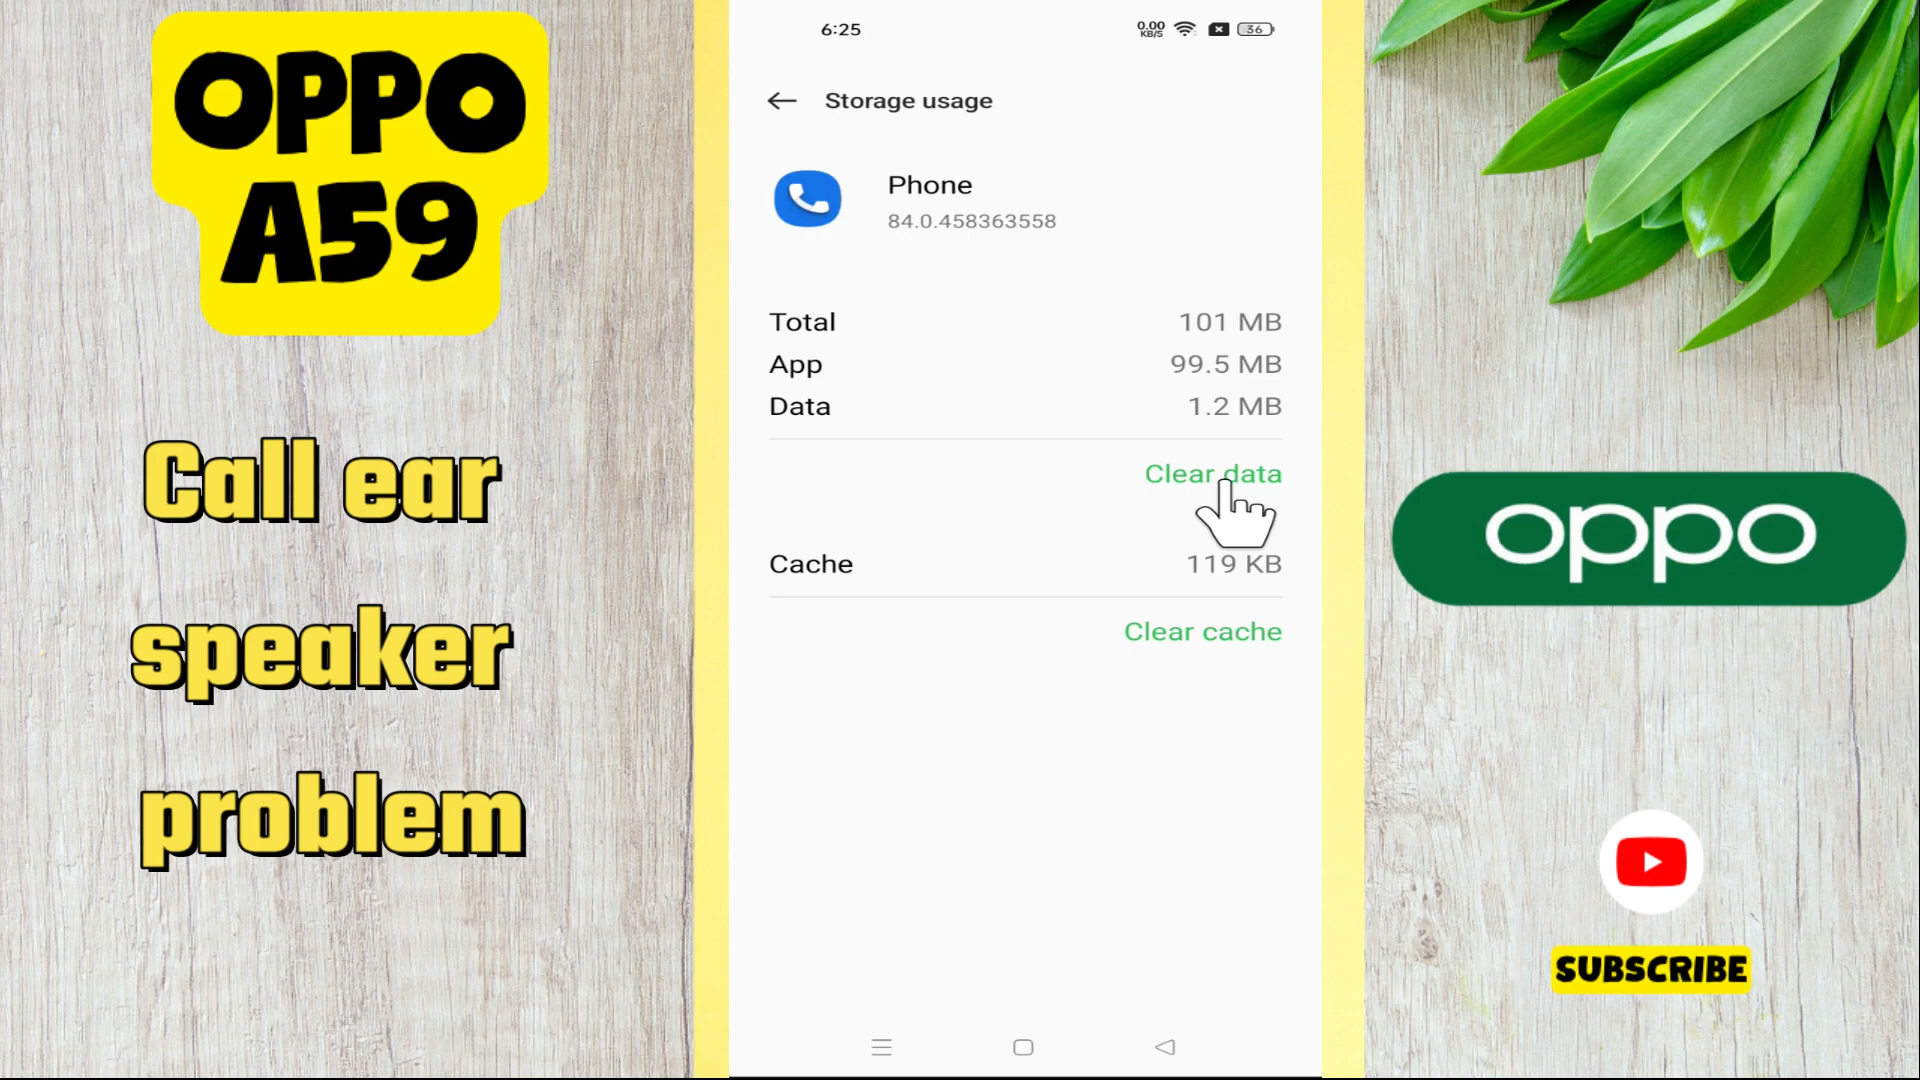 OPPO
A59
Call ear
speaker
problem
6:25
0.00
KB/S
36
Storage usage
Phone
84.0.458363558
Total 101 MB
App 99.5 MB
Data 1.2 MB
Clear data
Cache 119 KB
Clear cache
oppo
SUBSCRIBE